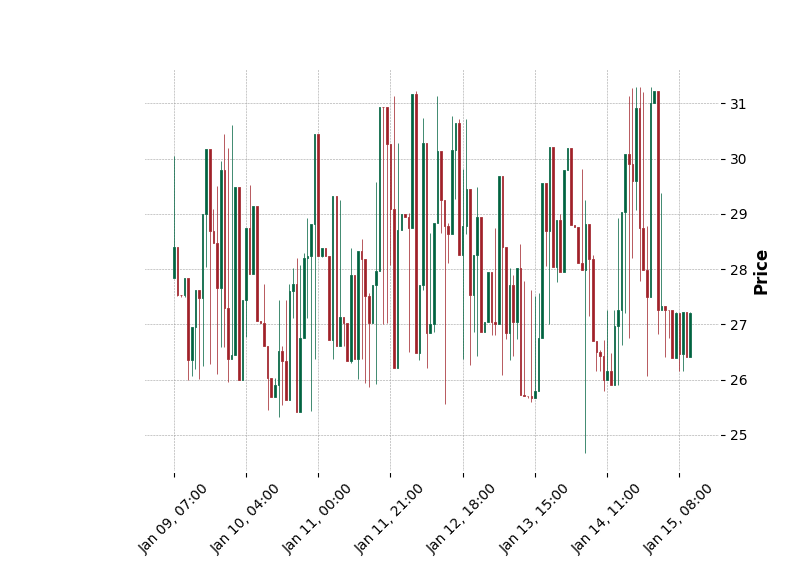 31
30
29
28
27
26
25
Price
Jan 09, 07:00
Jan 10, 04:00
Jan 11, 00:00
Jan 11, 21:00
Jan 12, 18:00
Jan 13, 15:00
Jan 14, 11:00
Jan 15, 08:00